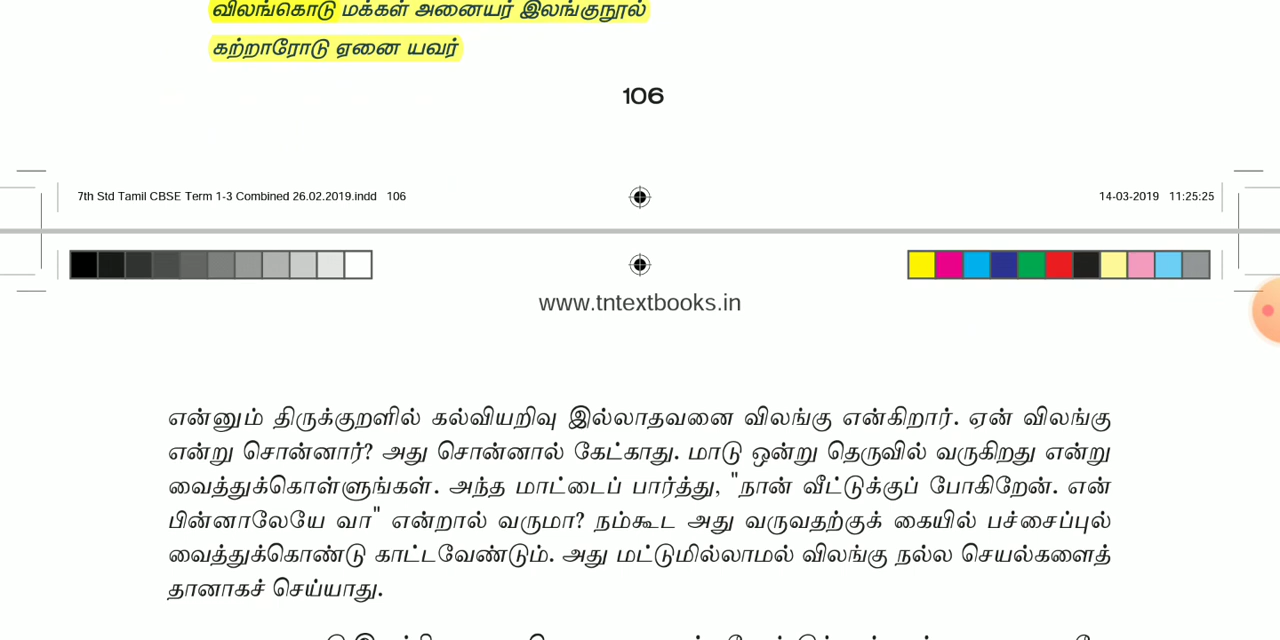 விலங்கொடு மக்கள் அனையர் இலங்குநூல்
கற்றாரோடு ஏனை யவர்
106
7th Std Tamil CBSE Term 1-3 Combined 26.02.2019.indd 106
14-03-2019 11:25:25
www.tntextbooks.in
என்னும் திருக்குறளில் கல்வியறிவு இல்லாதவனை விலங்கு என்கிறார். ஏன் விலங்கு
என்று சொன்னார்? அது சொன்னால் கேட்காது. மாடு ஒன்று தெருவில் வருகிறது என்று
வைத்துக்கொள்ளுங்கள். அந்த மாட்டைப் பார்த்து, "நான் வீட்டுக்குப் போகிறேன். என்
பின்னாலேயே வா" என்றால் வருமா? நம்கூட அது வருவதற்குக் கையில் பச்சைப்புல்
வைத்துக்கொண்டு காட்டவேண்டும். அது மட்டுமில்லாமல் விலங்கு நல்ல செயல்களைத்
தானாகச் செய்யாது.